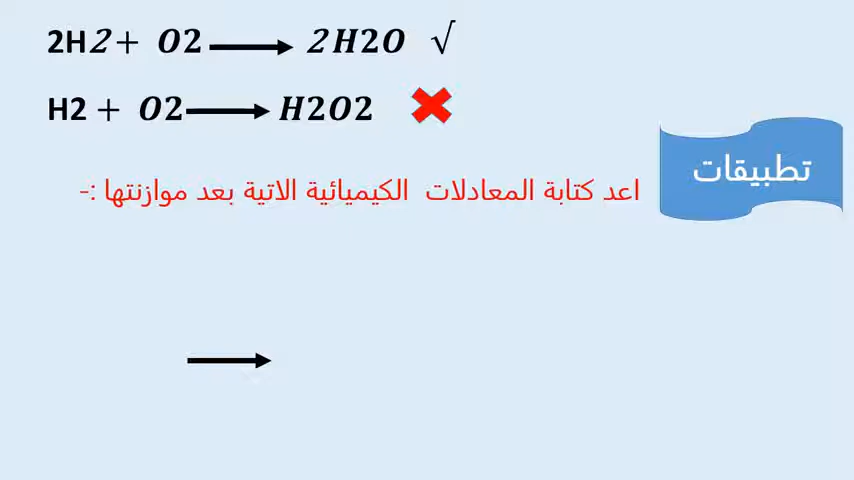 2H2+ O2 ⟶ 2H2O √
H2 + O2 ⟶ H2O2 ✖
تطبيقات
اعد كتابة المعادلات الكيميائية الاتية بعد موازنتها :-